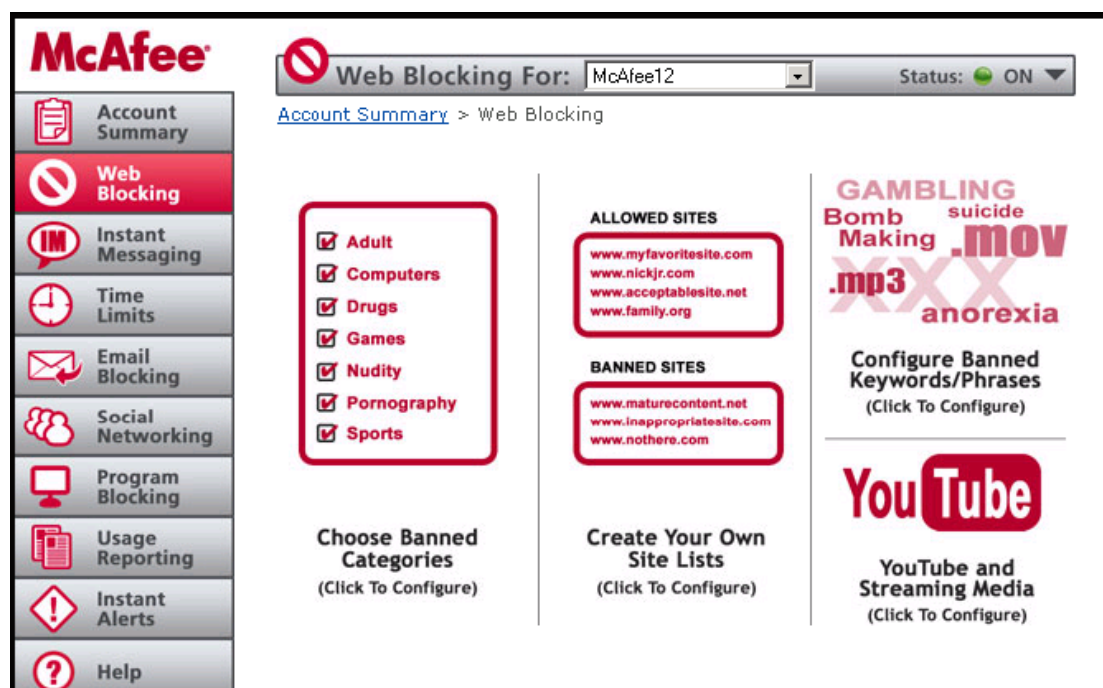 McAfee
Web Blocking For: McAfee12 Status: ON
Account Summary > Web Blocking
Account
Summary
Web
Blocking
IM
Instant
Messaging
Time
Limits
Email
Blocking
Social
Networking
Program
Blocking
Usage
Reporting
Instant
Alerts
? Help
Adult
Computers
Drugs
Games
Nudity
Pornography
Sports
Choose Banned
Categories
(Click To Configure)
ALLOWED SITES
www.myfavoritesite.com
www.nickjr.com
www.acceptablesite.net
www.family.org
BANNED SITES
www.maturecontent.net
www.inappropriatesite.com
www.nothere.com
Create Your Own
Site Lists
(Click To Configure)
GAMBLING
Bomb suicide
Making .mov
.mp3 XXX
anorexia
Configure Banned
Keywords/Phrases
(Click To Configure)
YouTube
YouTube and
Streaming Media
(Click To Configure)